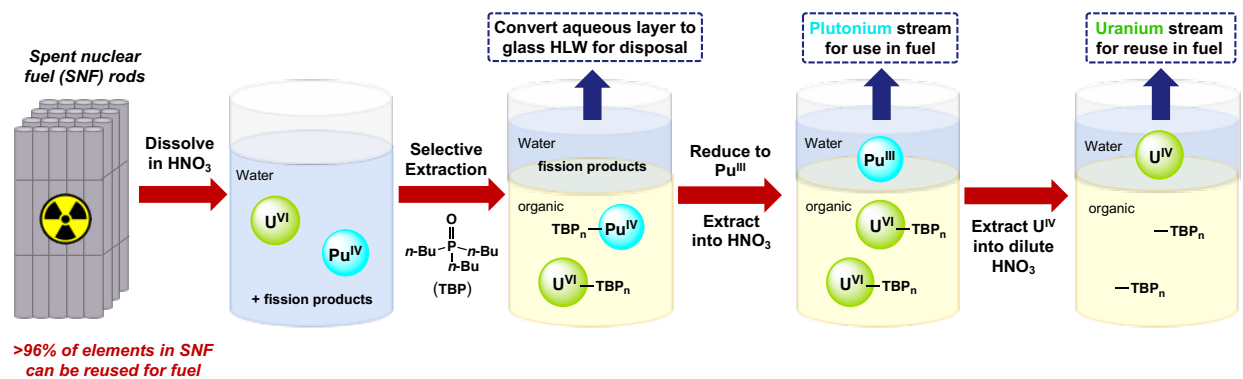 Spent nuclear
fuel (SNF) rods
>96% of elements in SNF
can be reused for fuel
Dissolve
in HNO₃
Water
Uⱽᴵ
Puᴵⱽ
+ fission products
Selective
Extraction
O
n-Bu P n-Bu
n-Bu
(TBP)
Convert aqueous layer to
glass HLW for disposal
Water
fission products
organic
TBPₙ—Puᴵⱽ
Uⱽᴵ—TBPₙ
Reduce to
Puᴵᴵᴵ
Extract
into HNO₃
Plutonium stream
for use in fuel
Water
Puᴵᴵᴵ
organic
Uⱽᴵ—TBPₙ
Uⱽᴵ—TBPₙ
Extract Uᴵⱽ
into dilute
HNO₃
Uranium stream
for reuse in fuel
Water
Uᴵⱽ
organic
—TBPₙ
—TBPₙ